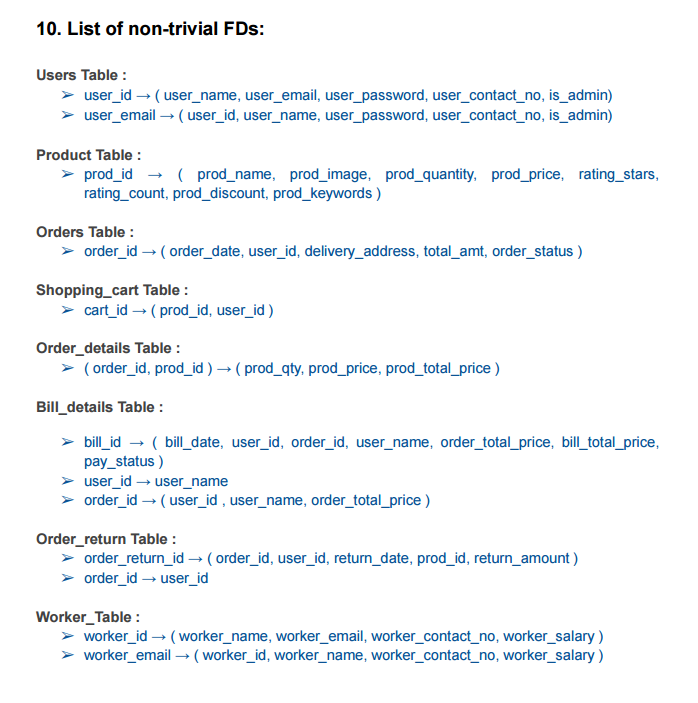 10. List of non-trivial FDs:
Users Table :
➢ user_id → ( user_name, user_email, user_password, user_contact_no, is_admin)
➢ user_email → ( user_id, user_name, user_password, user_contact_no, is_admin)
Product Table :
➢ prod_id → ( prod_name, prod_image, prod_quantity, prod_price, rating_stars,
rating_count, prod_discount, prod_keywords )
Orders Table :
➢ order_id → ( order_date, user_id, delivery_address, total_amt, order_status )
Shopping_cart Table :
➢ cart_id → ( prod_id, user_id )
Order_details Table :
➢ ( order_id, prod_id ) → ( prod_qty, prod_price, prod_total_price )
Bill_details Table :
➢ bill_id → ( bill_date, user_id, order_id, user_name, order_total_price, bill_total_price,
pay_status )
➢ user_id → user_name
➢ order_id → ( user_id , user_name, order_total_price )
Order_return Table :
➢ order_return_id → ( order_id, user_id, return_date, prod_id, return_amount )
➢ order_id → user_id
Worker_Table :
➢ worker_id → ( worker_name, worker_email, worker_contact_no, worker_salary )
➢ worker_email → ( worker_id, worker_name, worker_contact_no, worker_salary )